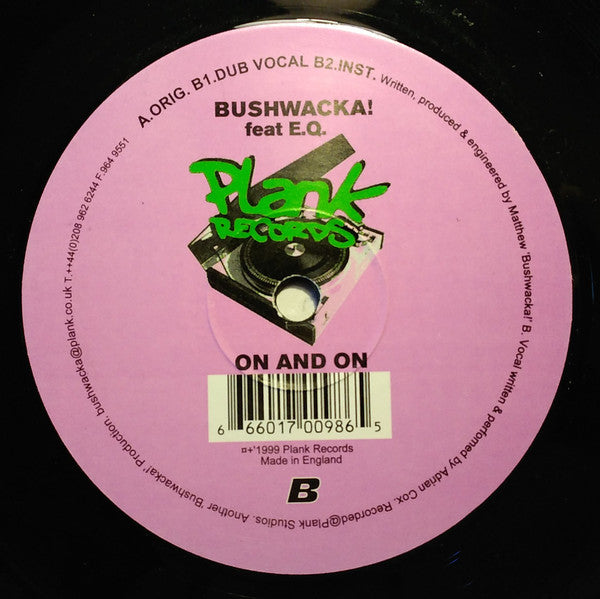 A.ORIG. B1.DUB VOCAL B2.INST. Written, produced & engineered by Matthew 'Bushwacka!' B. Vocal written & perfomed by Adrian Cox. Recorded@Plank Studios. Another 'Bushwacka!' Production. bushwacka@plank.co.uk T.++44(0)208 962 6244 F.964 9551
BUSHWACKA!
feat E.Q.
Plank
RECORDS
ON AND ON
6 66017 00986 5
¤+'1999 Plank Records
Made in England
B